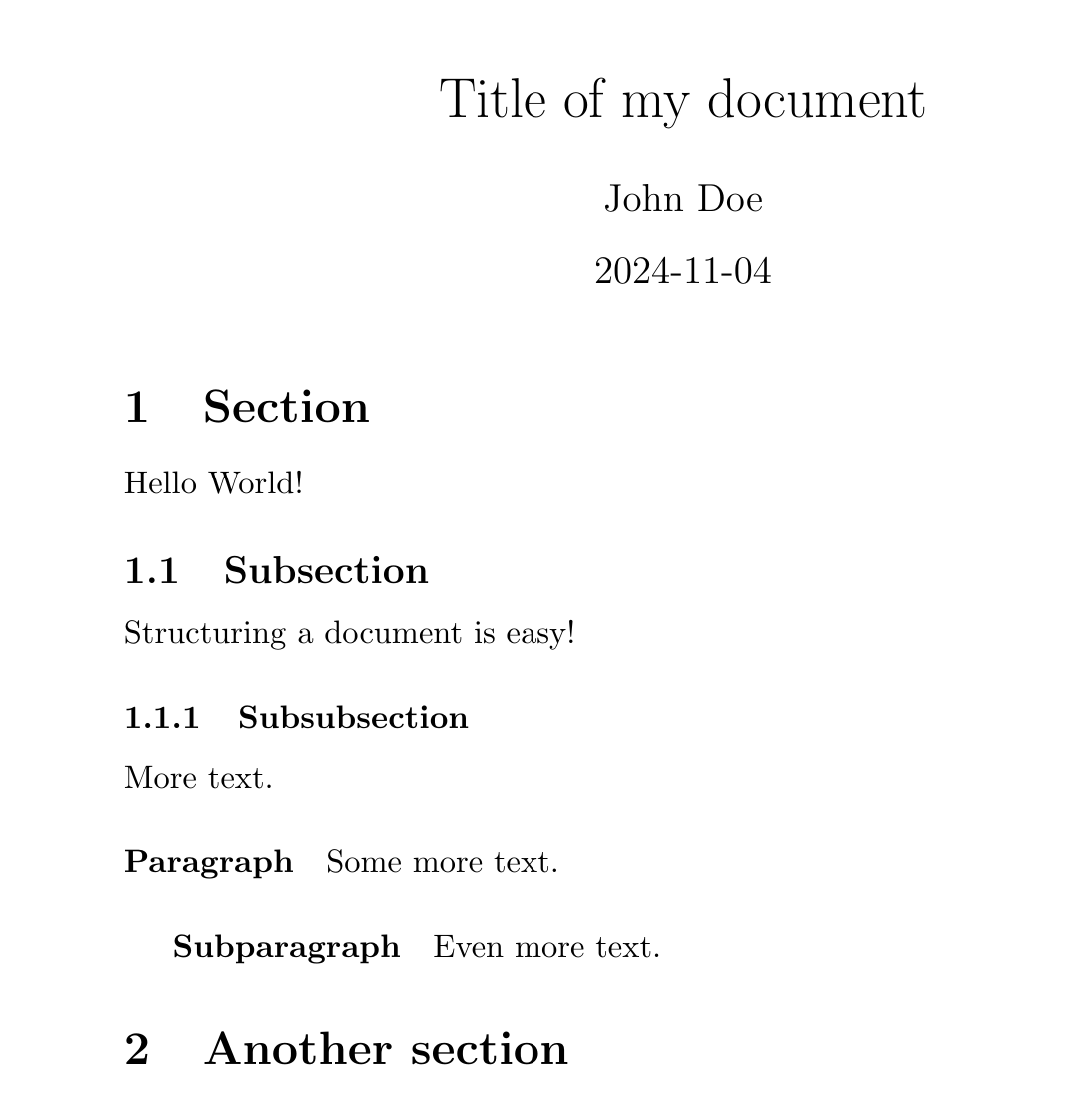 Title of my document
John Doe
2024-11-04
1 Section
Hello World!
1.1 Subsection
Structuring a document is easy!
1.1.1 Subsubsection
More text.
Paragraph Some more text.
Subparagraph Even more text.
2 Another section